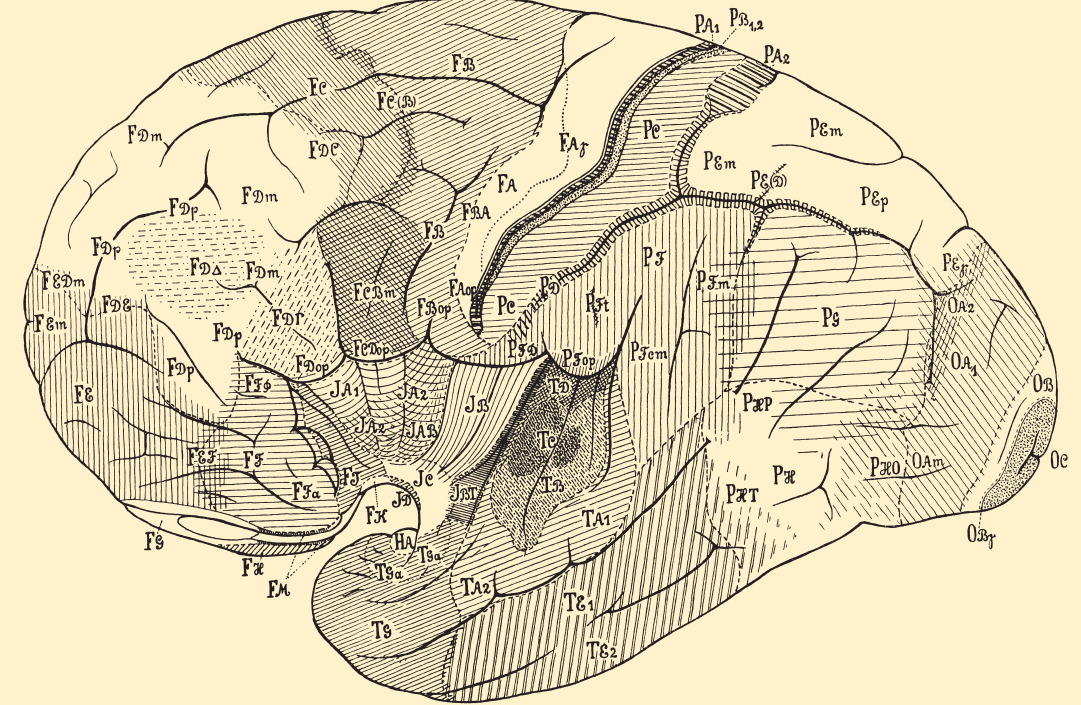 PA1
PB1,2
PA2
FB
FC
FC(B)
PC
FDm
FDC
FAγ
PEm
PEm
FA
PE(D)
FDm
PEp
FDp
FBA
FB
FDp
PF
PEγ
FDΔ
FDm
FEDm
FCBm
FAop
PD
PFm
OA2
FDE
FBop
PC
PFt
FEm
FDΓ
PG
FDp
FCDop
PFD
PFop
PFcm
OA1
FDp
FDop
FFφ
JA1
JA2
TD
OB
FE
JB
PHP
JA2
JAB
TC
FEF
FF
OC
FJ
JC
TB
PH
PHO
OAm
FFa
JBT
PHT
JD
FK
TA1
OBγ
FG
HA
TGa
FH
TGa
FM
TA2
TE1
TG
TE2